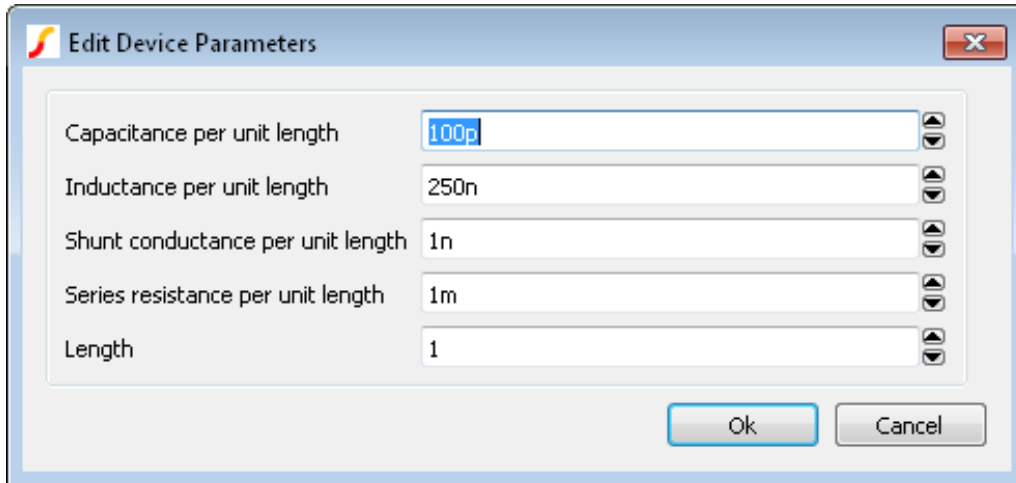 Edit Device Parameters
Capacitance per unit length 100p
Inductance per unit length 250n
Shunt conductance per unit length 1n
Series resistance per unit length 1m
Length 1
Ok Cancel